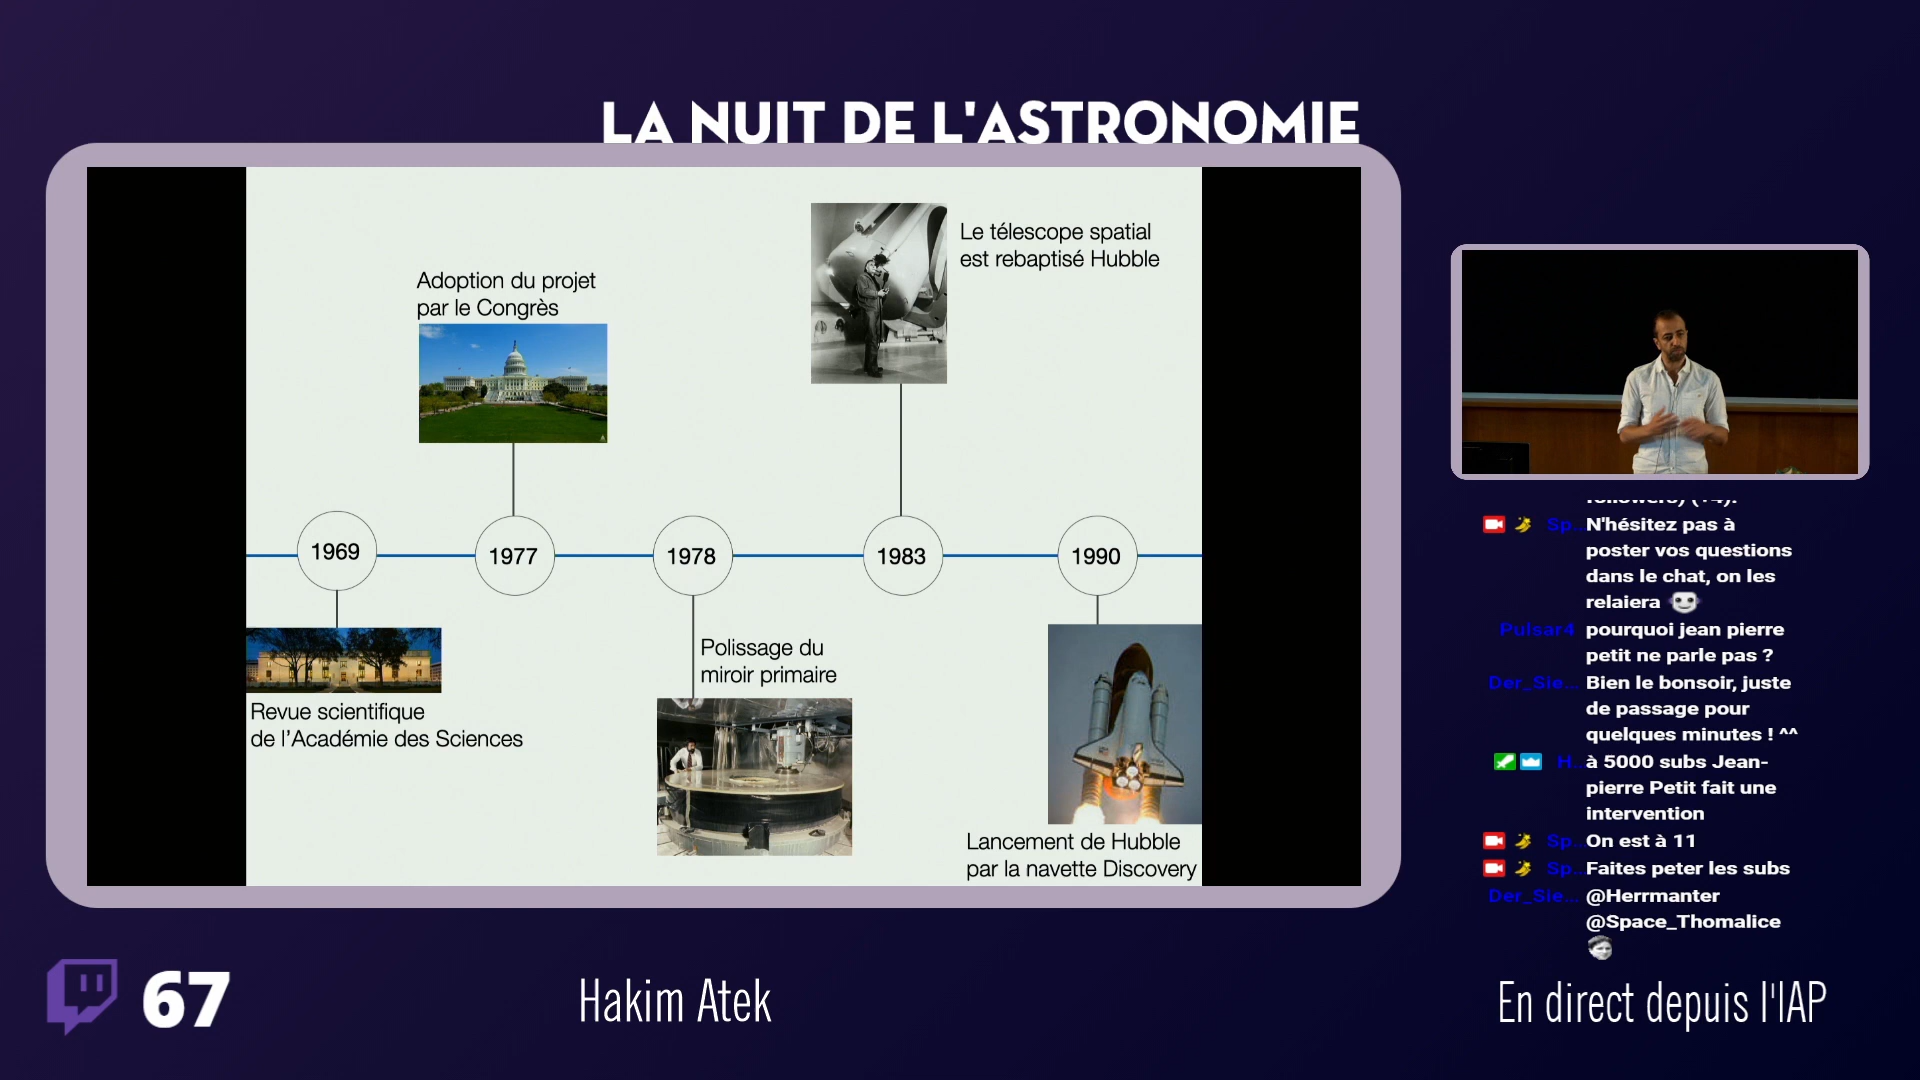 LA NUIT DE L'ASTRONOMIE
Le télescope spatial
est rebaptisé Hubble
Adoption du projet
par le Congrès
1969
1977
1978
1983
1990
Polissage du
miroir primaire
Revue scientifique
de l'Académie des Sciences
Lancement de Hubble
par la navette Discovery
Sp... N'hésitez pas à
poster vos questions
dans le chat, on les
relaiera
Pulsar4 pourquoi jean pierre
petit ne parle pas ?
Der_Sie... Bien le bonsoir, juste
de passage pour
quelques minutes ! ^^
H... à 5000 subs Jean-
pierre Petit fait une
intervention
Sp... On est à 11
Sp... Faites peter les subs
Der_Sie... @Herrmanter
@Space_Thomalice
67
Hakim Atek
En direct depuis l'IAP